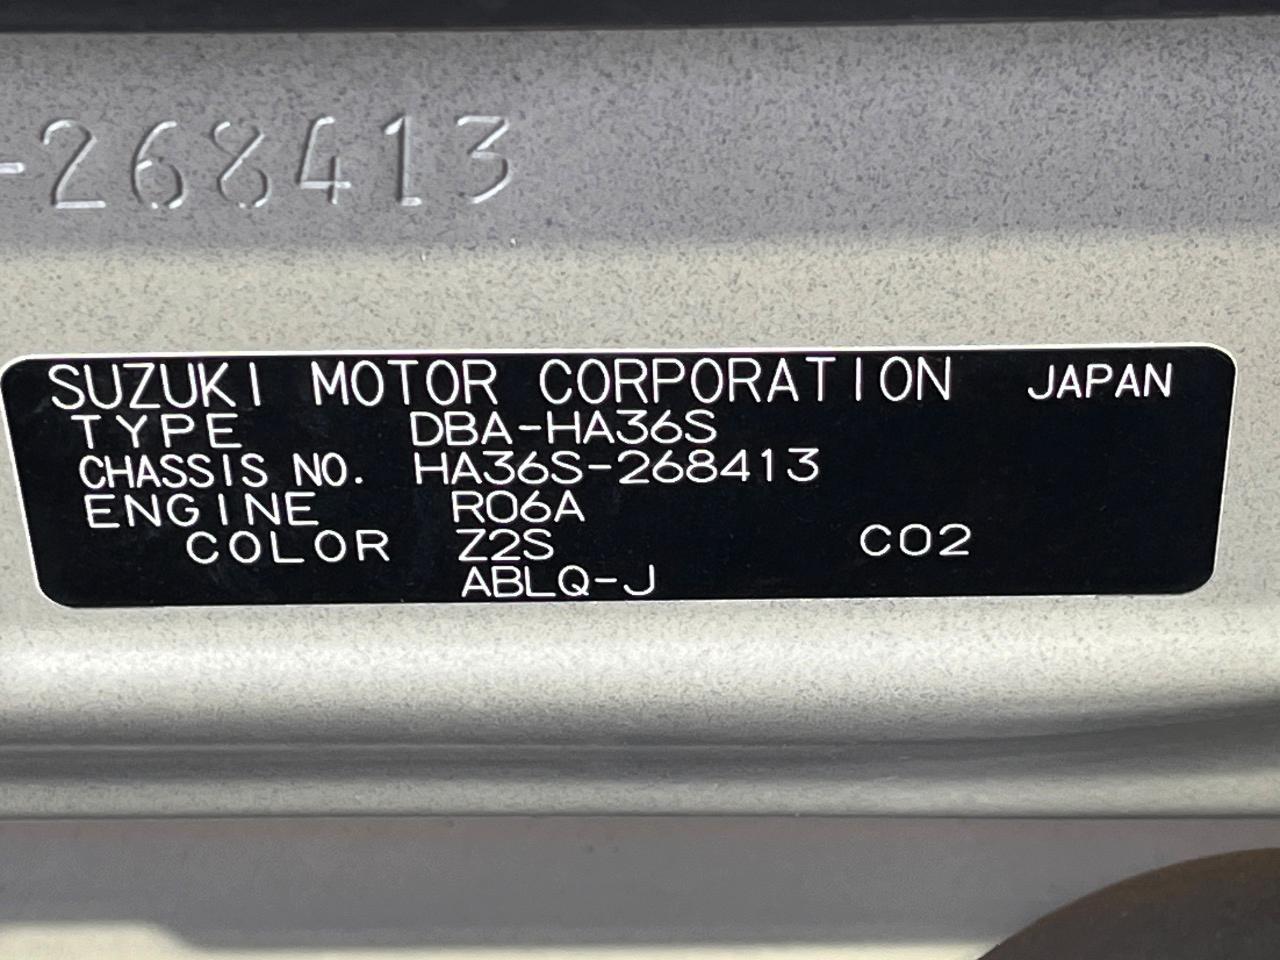 -268413
SUZUKI MOTOR CORPORATION JAPAN
TYPE DBA-HA36S
CHASSIS NO. HA36S-268413
ENGINE R06A
COLOR Z2S C02
ABLQ-J